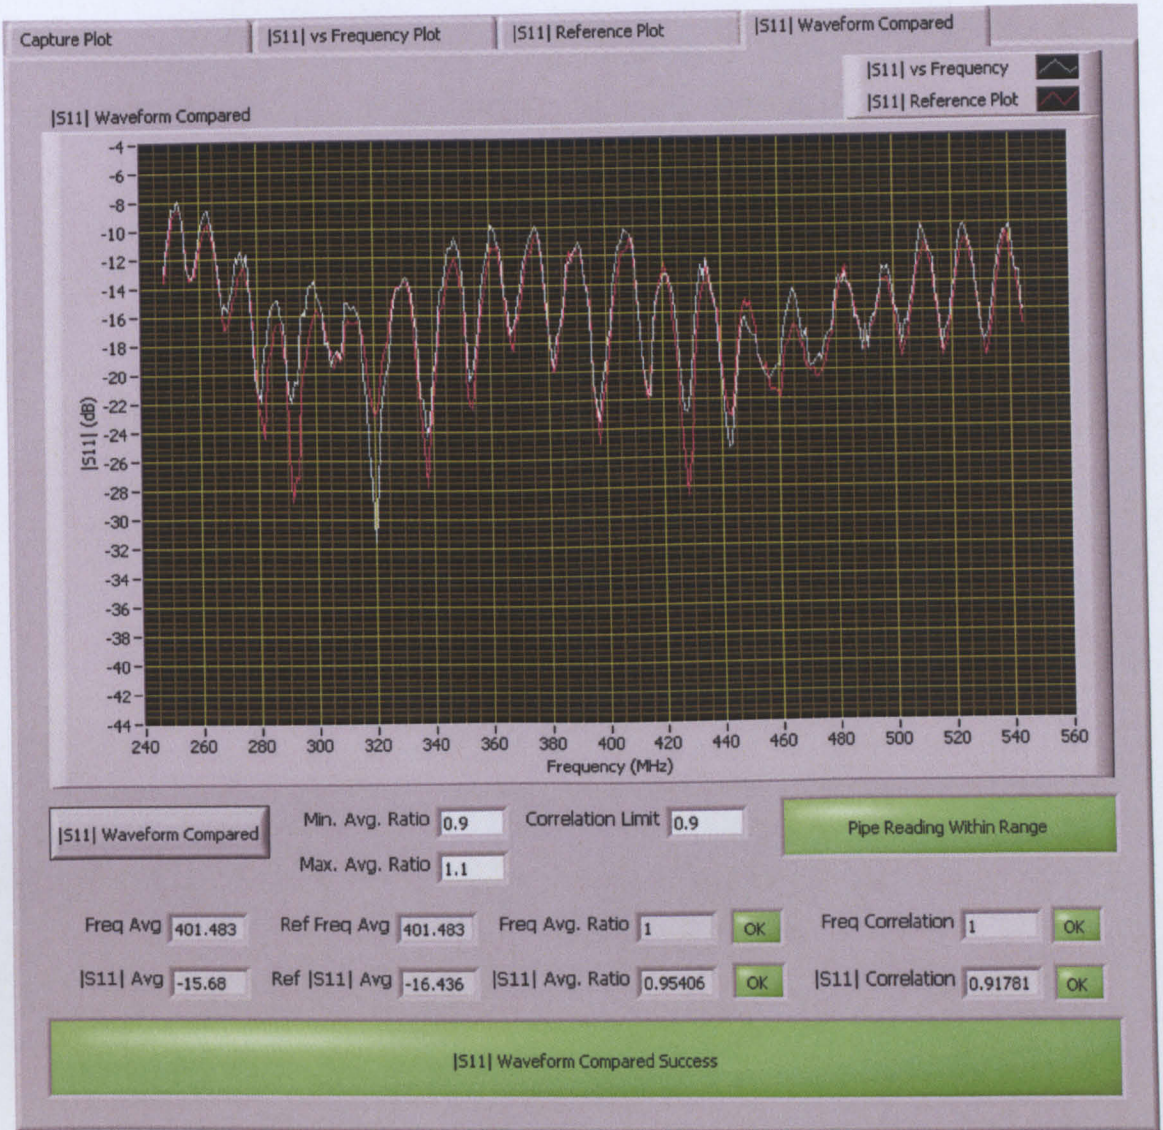 Capture Plot
|S11| vs Frequency Plot
|S11| Reference Plot
|S11| Waveform Compared
|S11| vs Frequency
|S11| Reference Plot
|S11| Waveform Compared
-4
-6
-8
-10
-12
-14
-16
-18
-20
-22
-24
-26
-28
-30
-32
-34
-36
-38
-40
-42
-44
|S11| (dB)
240 260 280 300 320 340 360 380 400 420 440 460 480 500 520 540 560
Frequency (MHz)
|S11| Waveform Compared
Min. Avg. Ratio 0.9
Correlation Limit 0.9
Pipe Reading Within Range
Max. Avg. Ratio 1.1
Freq Avg 401.483
Ref Freq Avg 401.483
Freq Avg. Ratio 1
OK
Freq Correlation 1
OK
|S11| Avg -15.68
Ref |S11| Avg -16.436
|S11| Avg. Ratio 0.95406
OK
|S11| Correlation 0.91781
OK
|S11| Waveform Compared Success